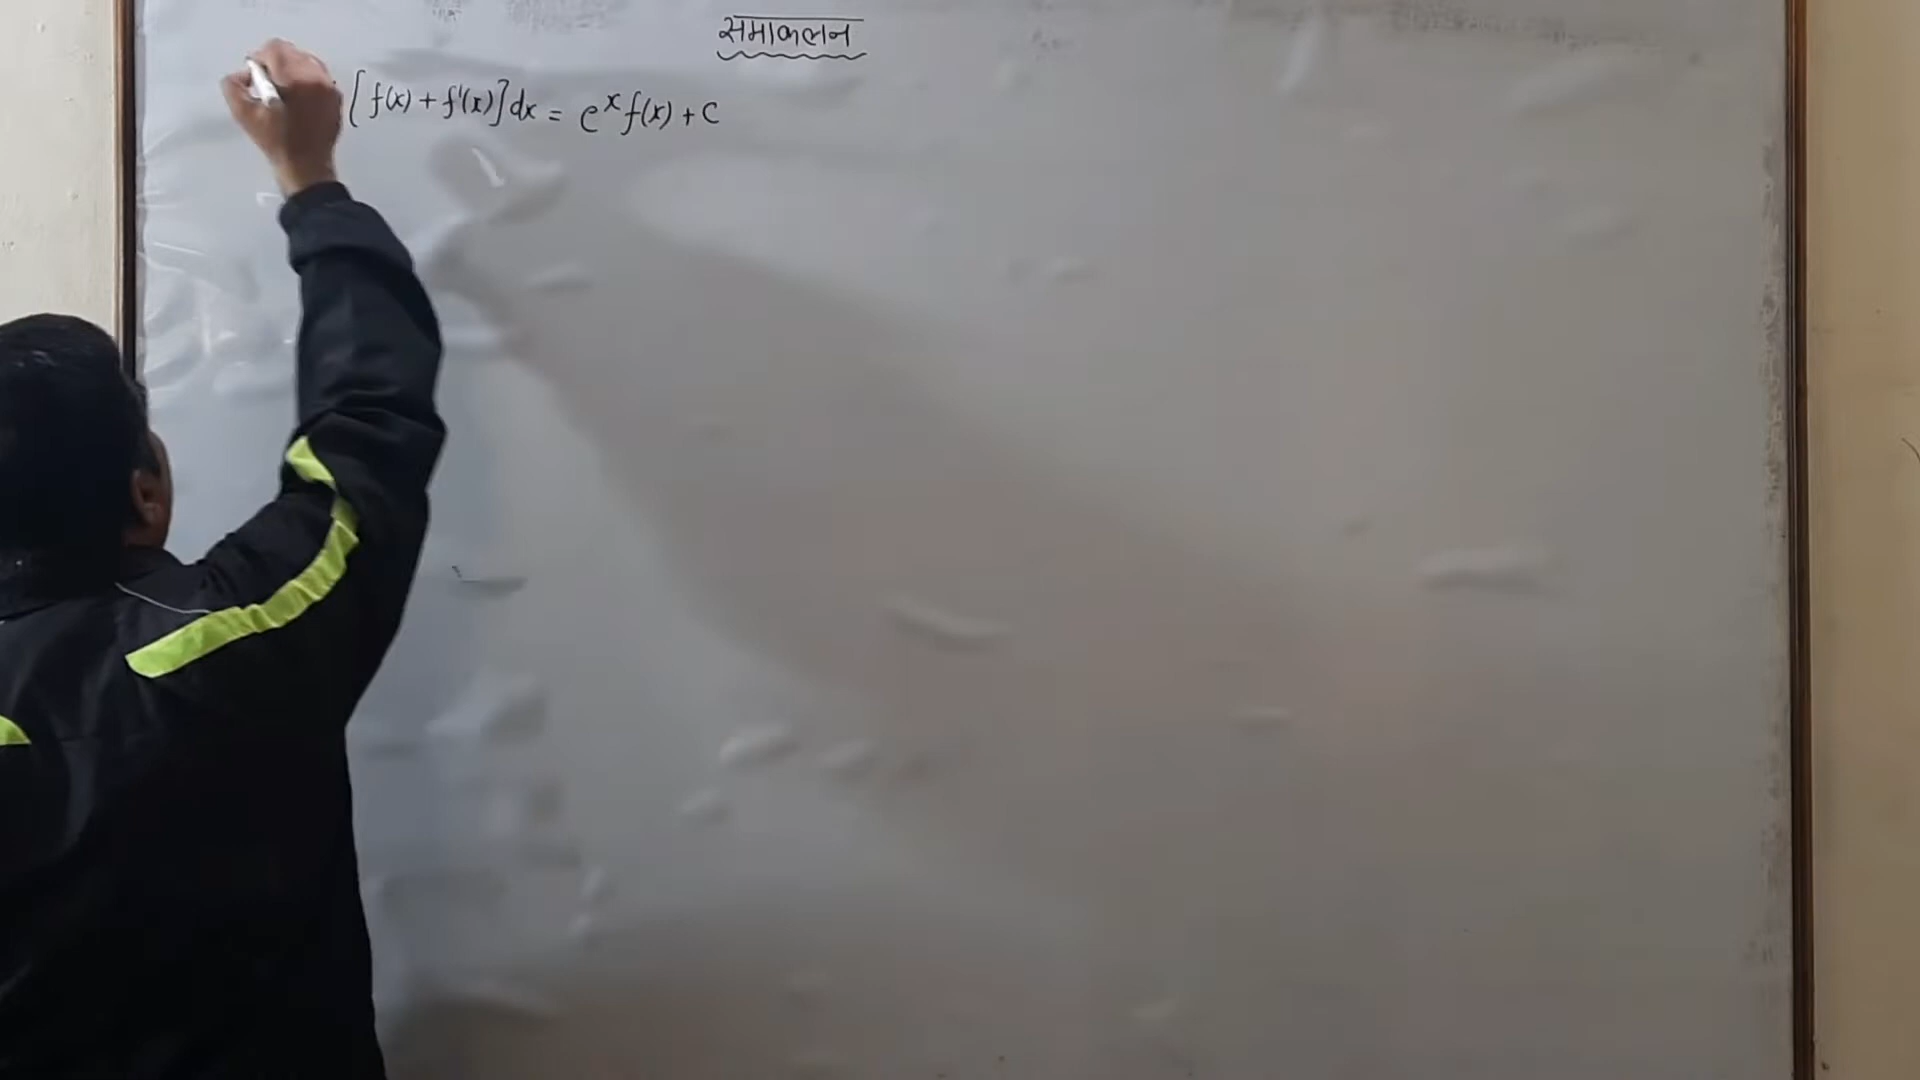 समाकलन
[f(x) + f'(x)] dx = e^x f(x) + c